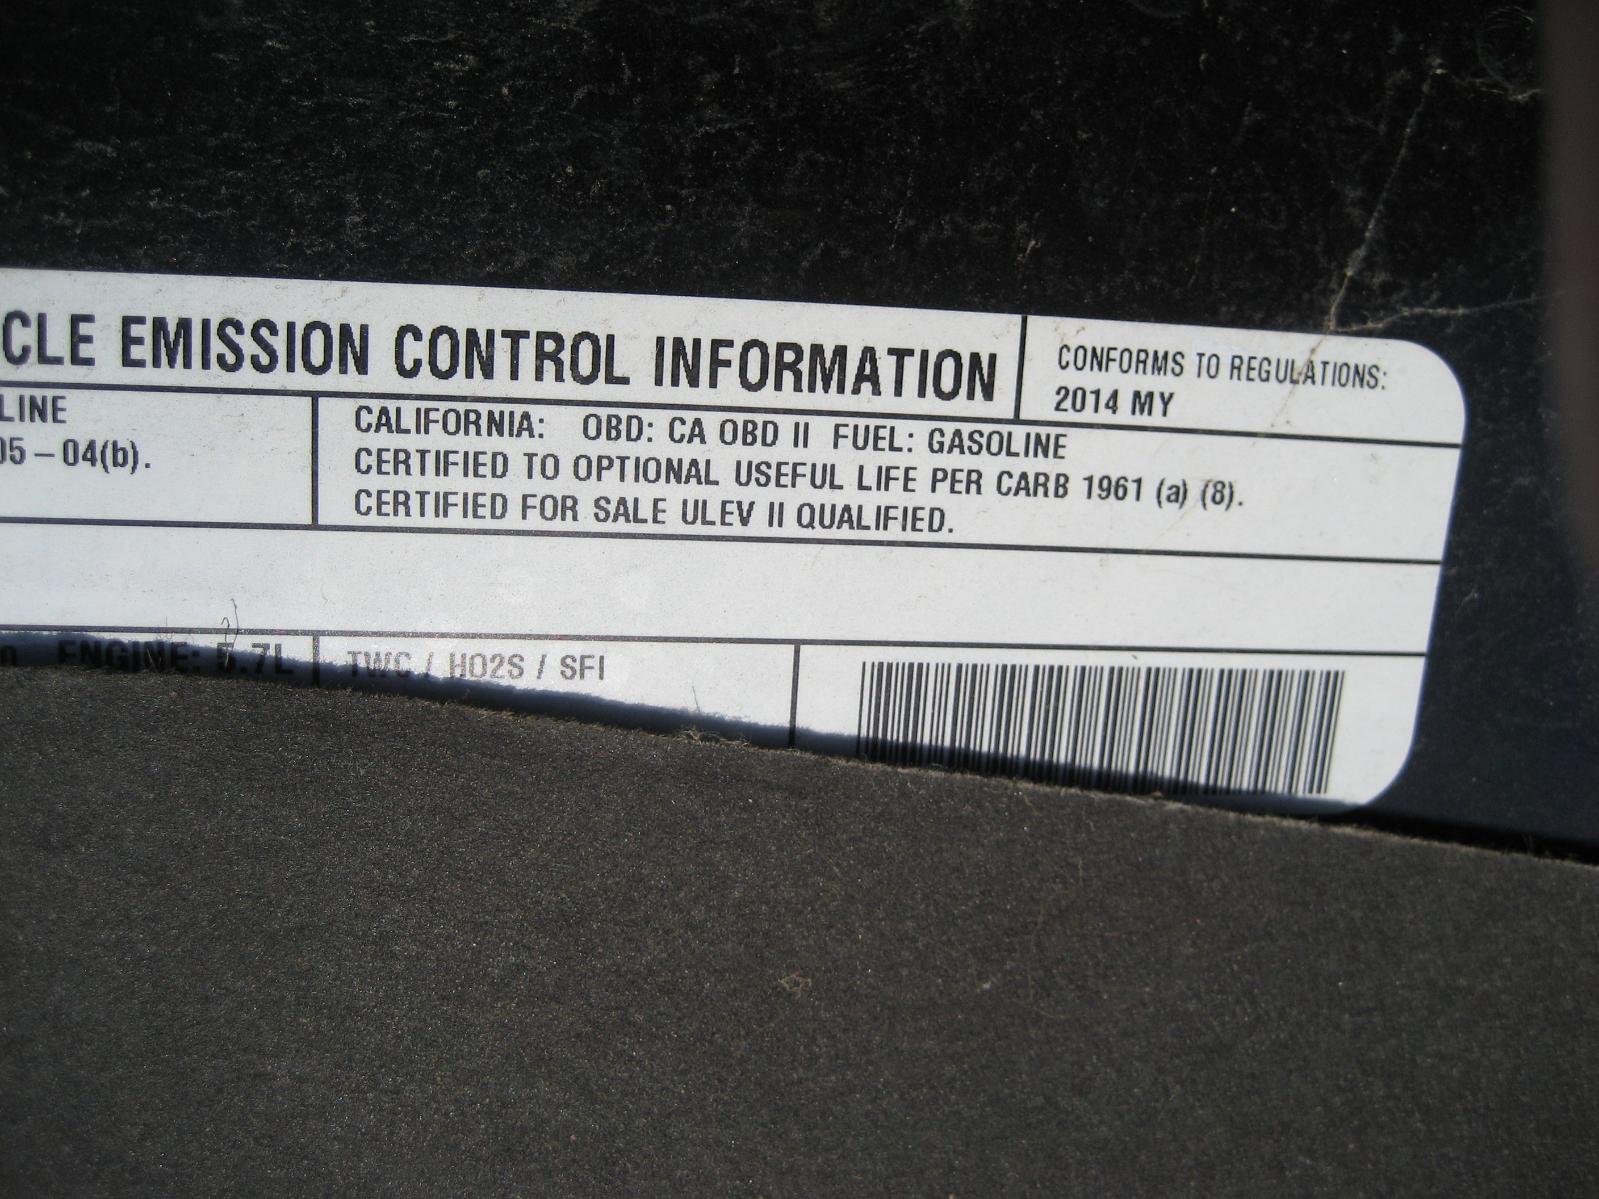 CLE EMISSION CONTROL INFORMATION
CONFORMS TO REGULATIONS:
2014 MY
LINE
05 – 04(b).
CALIFORNIA: OBD: CA OBD II FUEL: GASOLINE
CERTIFIED TO OPTIONAL USEFUL LIFE PER CARB 1961 (a) (8).
CERTIFIED FOR SALE ULEV II QUALIFIED.
ENGINE: 5.7L
TWC / HO2S / SFI